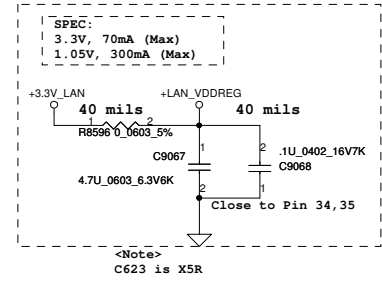 SPEC:
3.3V, 70mA (Max)
1.05V, 300mA (Max)
+3.3V_LAN
+LAN_VDDREG
40 mils
40 mils
1
2
R8596 0_0603_5%
1
C9067
4.7U_0603_6.3V6K
2
2
.1U_0402_16V7K
C9068
1
Close to Pin 34,35
<Note>
C623 is X5R